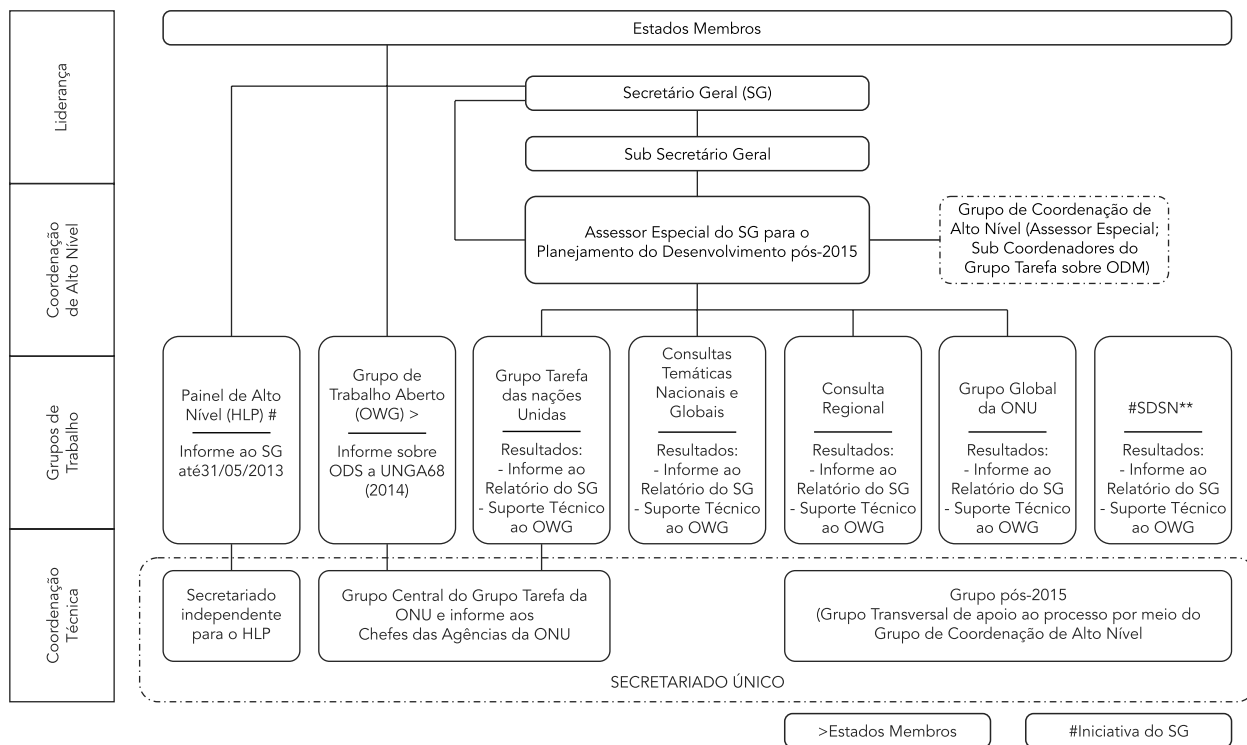 Liderança
Estados Membros
Secretário Geral (SG)
Sub Secretário Geral
Coordenação
de Alto Nível
Assessor Especial do SG para o
Planejamento do Desenvolvimento pós-2015
Grupo de Coordenação de
Alto Nível (Assessor Especial;
Sub Coordenadores do
Grupo Tarefa sobre ODM)
Grupos de
Trabalho
Painel de Alto
Nível (HLP) #
Informe ao SG
até31/05/2013
Grupo de
Trabalho Aberto
(OWG) >
Informe sobre
ODS a UNGA68
(2014)
Grupo Tarefa
das nações
Unidas
Resultados:
- Informe ao
Relatório do SG
- Suporte Técnico
ao OWG
Consultas
Temáticas
Nacionais e
Globais
Resultados:
- Informe ao
Relatório do SG
- Suporte Técnico
ao OWG
Consulta
Regional
Resultados:
- Informe ao
Relatório do SG
- Suporte Técnico
ao OWG
Grupo Global
da ONU
Resultados:
- Informe ao
Relatório do SG
- Suporte Técnico
ao OWG
#SDSN**
Resultados:
- Informe ao
Relatório do SG
- Suporte Técnico
ao OWG
Coordenação
Técnica
Secretariado
independente
para o HLP
Grupo Central do Grupo Tarefa da
ONU e informe aos
Chefes das Agências da ONU
Grupo pós-2015
(Grupo Transversal de apoio ao processo por meio do
Grupo de Coordenação de Alto Nível
SECRETARIADO ÚNICO
>Estados Membros
#Iniciativa do SG